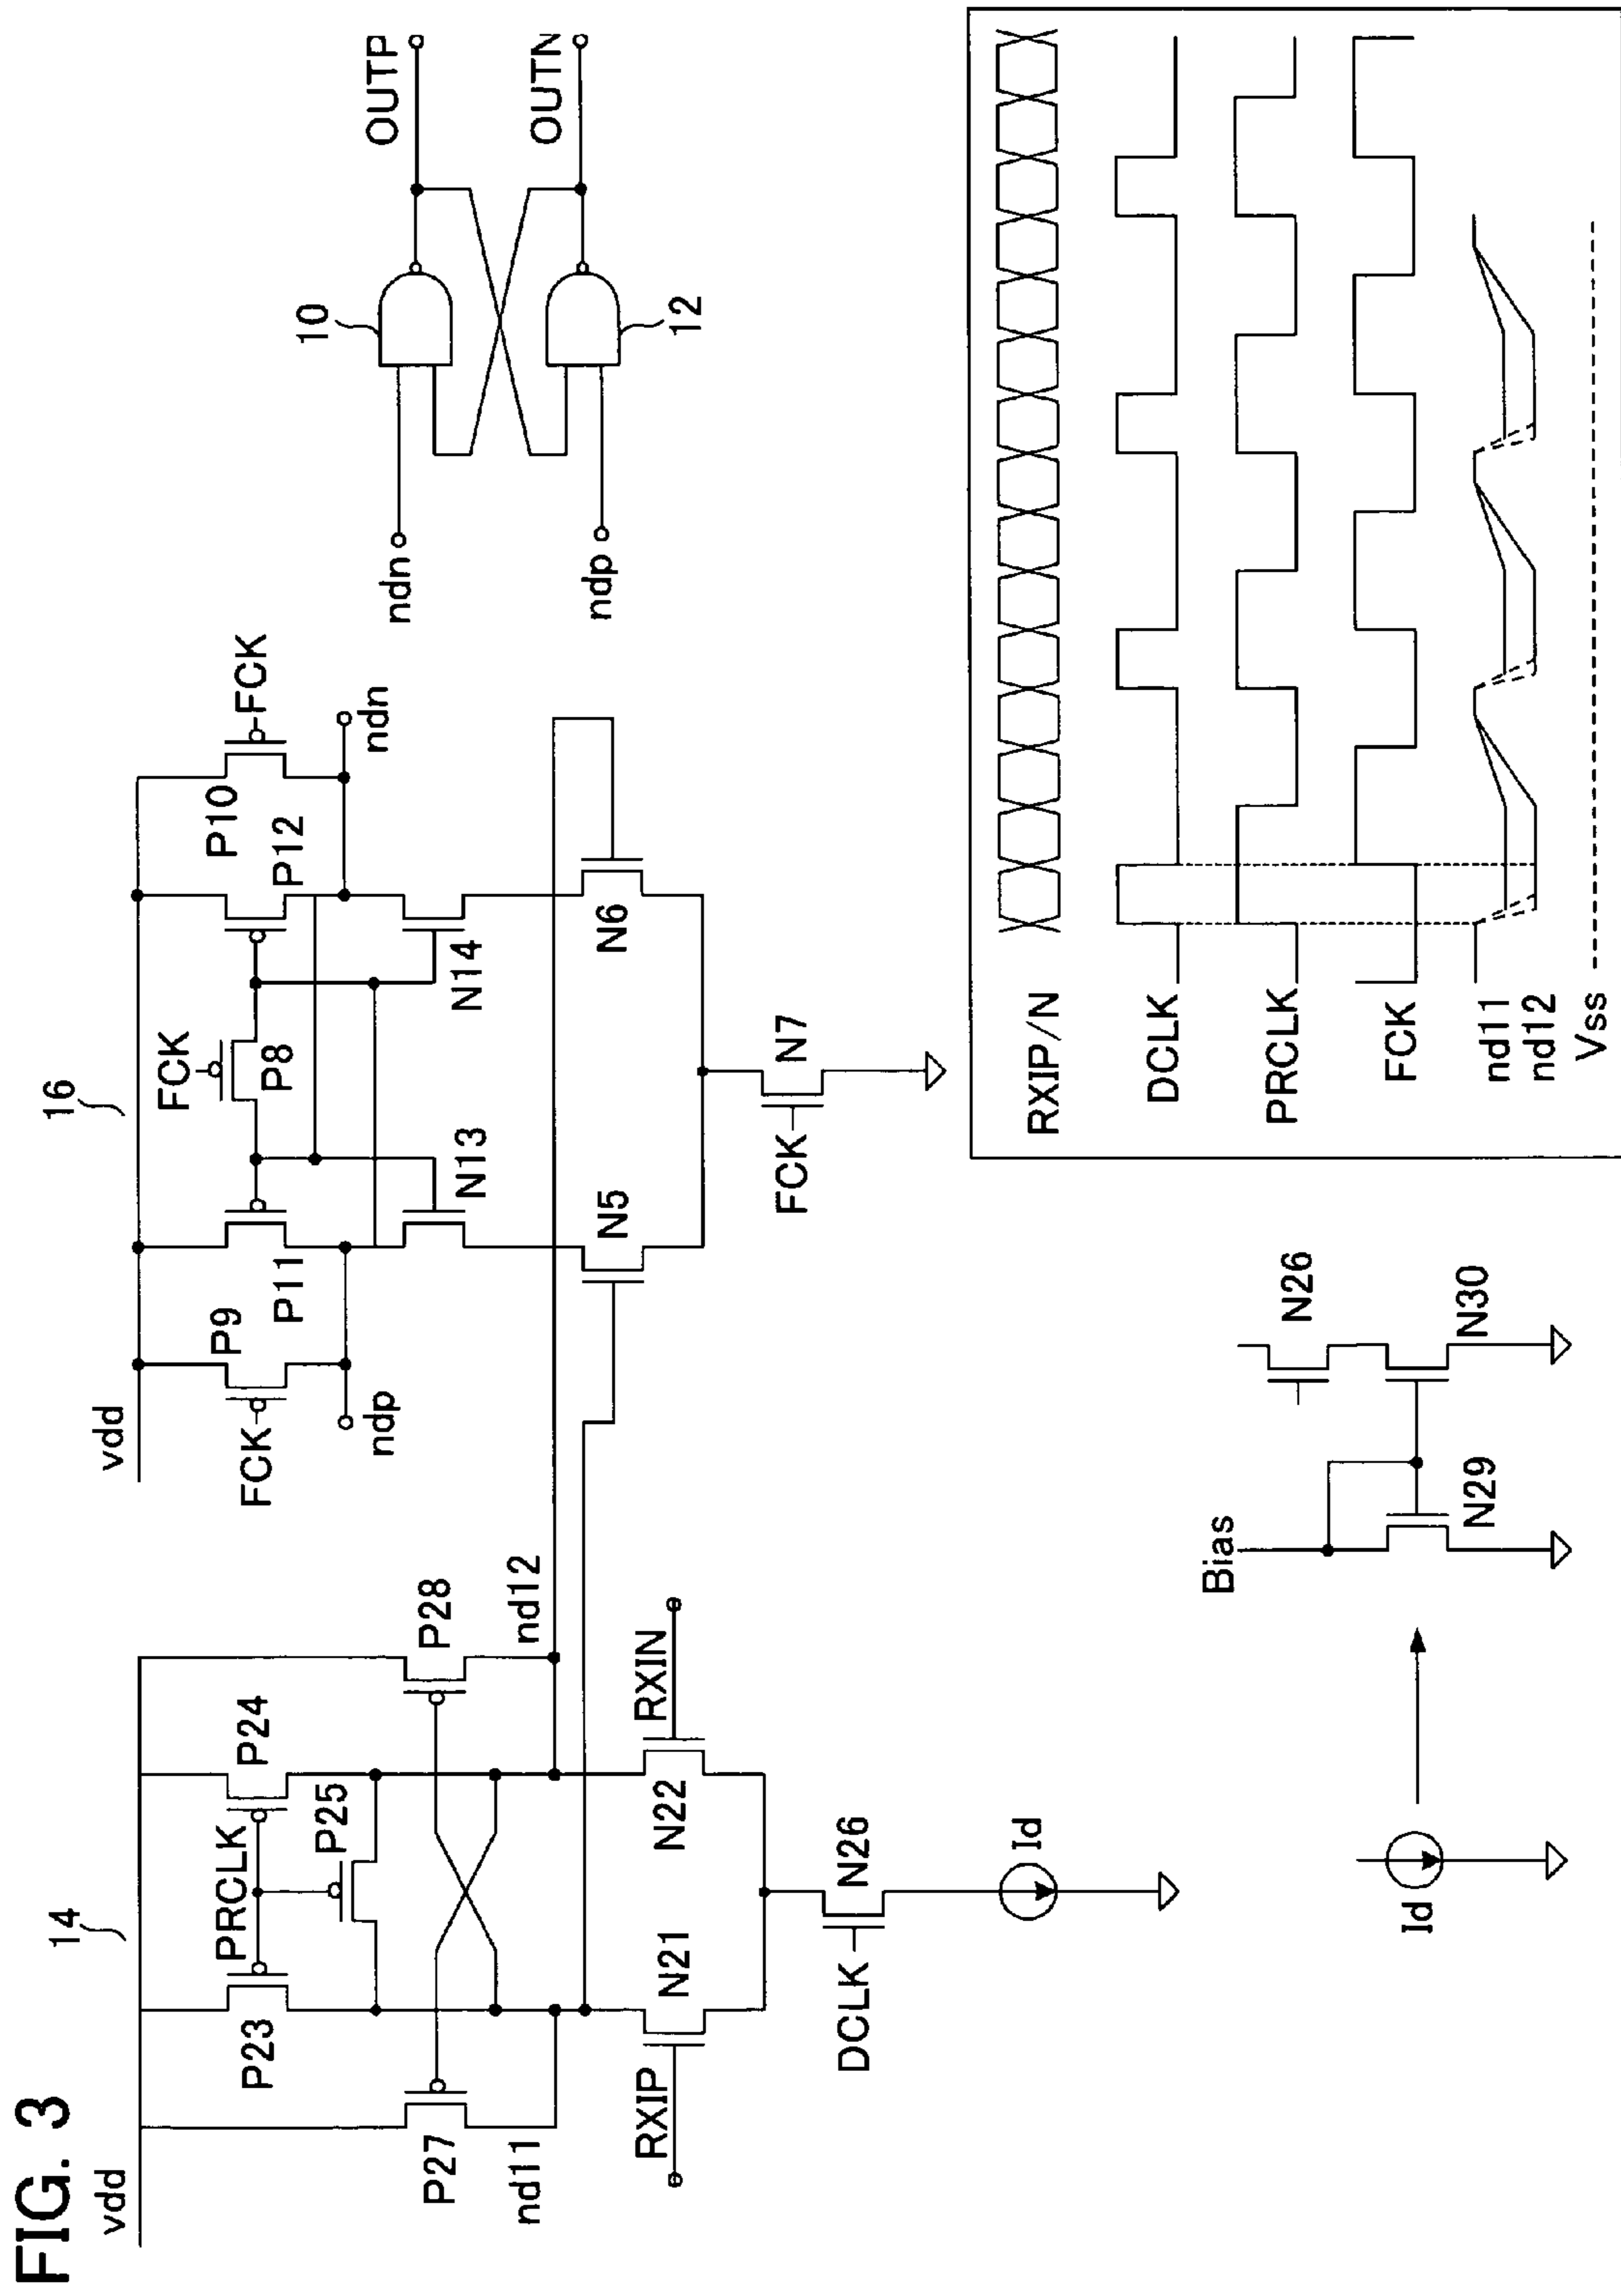 FIG. 3
vdd
14
P23
PRCLK
P24
P25
P27
P28
nd11
nd12
RXIP
N21
N22
RXIN
DCLK
N26
Id
vdd
16
FCK
P9
P11
FCK
P8
P12
P10
FCK
ndp
ndn
N13
N14
N5
N6
FCK
N7
ndn
ndp
10
12
OUTP
OUTN
Id
Bias
N29
N26
N30
RXIP/N
DCLK
PRCLK
FCK
nd11
nd12
Vss